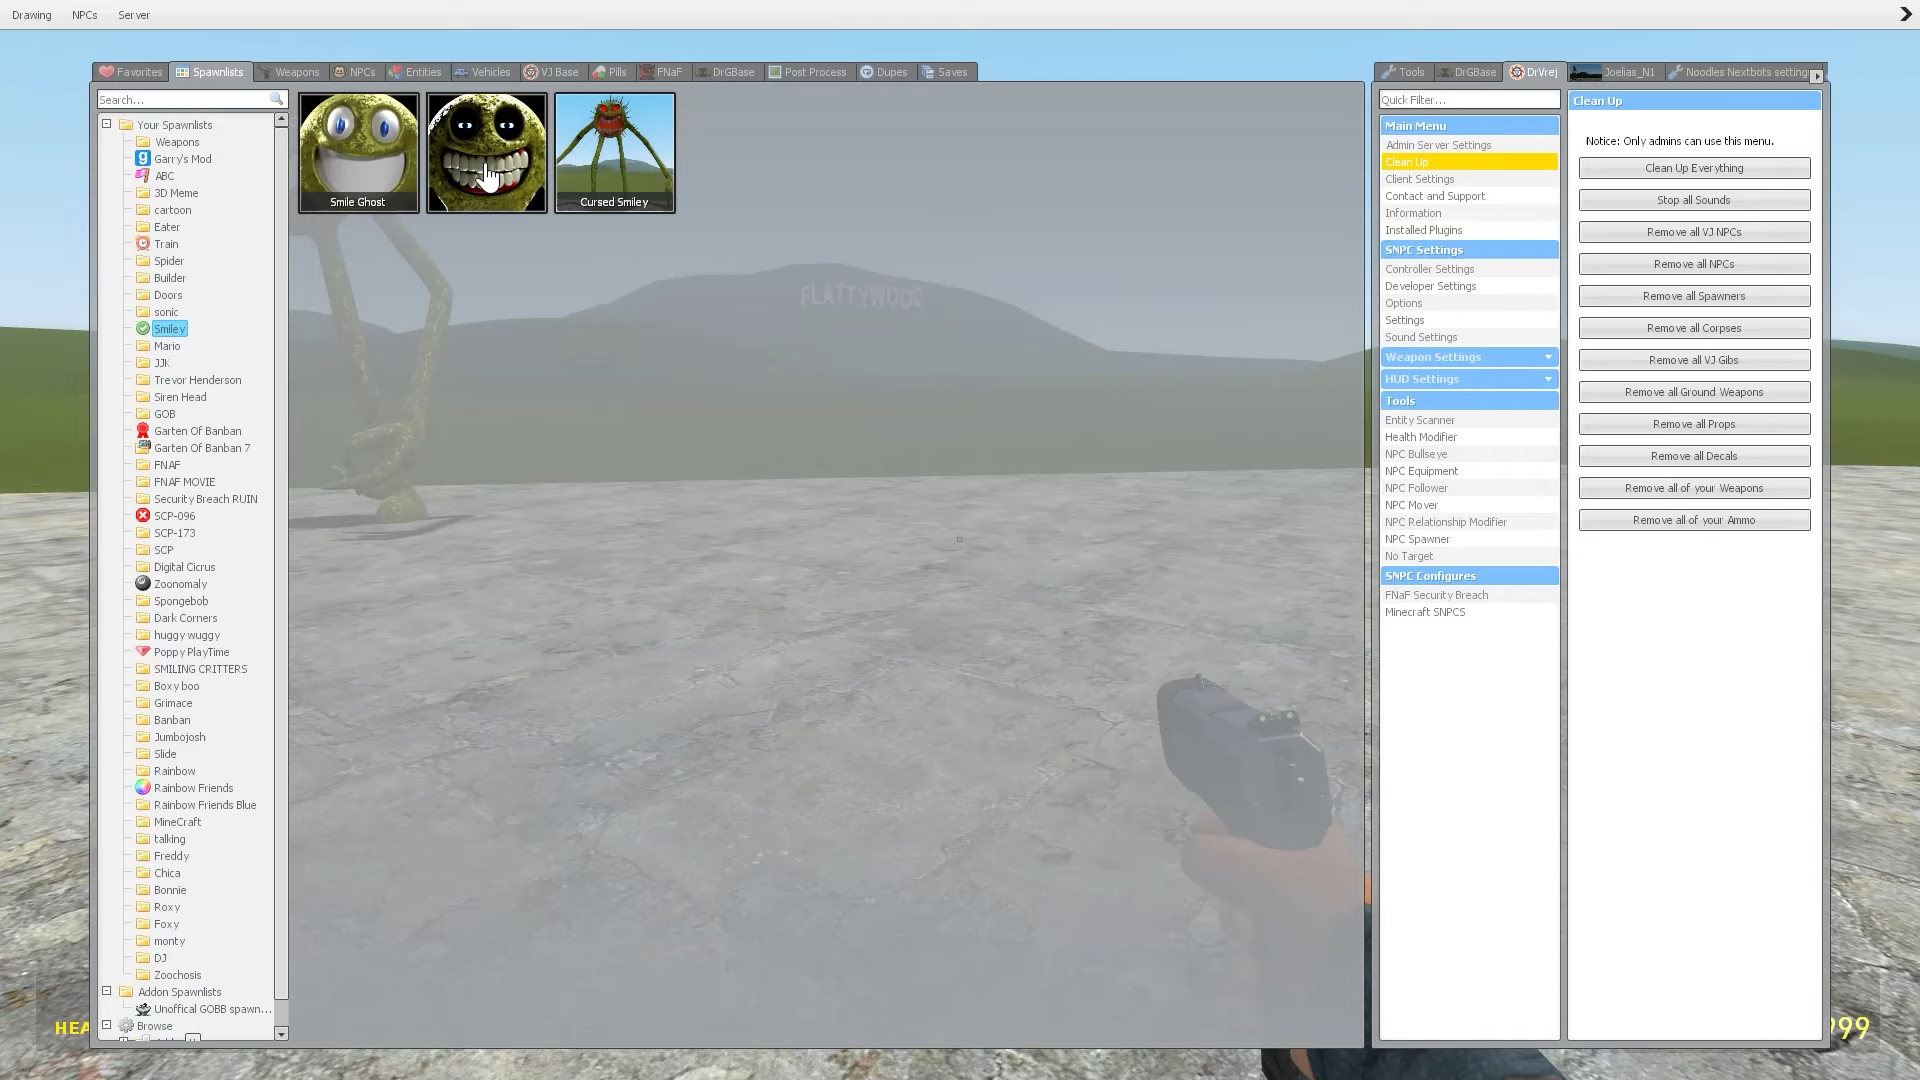 Drawing NPCs Server
Favorites Spawnlists Weapons NPCs Entities Vehicles VJ Base Pills FNaF DrGBase Post Process Dupes Saves
Search...
Your Spawnlists
Weapons
Garry's Mod
ABC
3D Meme
cartoon
Eater
Train
Spider
Builder
Doors
sonic
Smiley
Mario
JJK
Trevor Henderson
Siren Head
GOB
Garten Of Banban
Garten Of Banban 7
FNAF
FNAF MOVIE
Security Breach RUIN
SCP-096
SCP-173
SCP
Digital Cicrus
Zoonomaly
Spongebob
Dark Corners
huggy wuggy
Poppy PlayTime
SMILING CRITTERS
Boxy boo
Grimace
Banban
Jumbojosh
Slide
Rainbow
Rainbow Friends
Rainbow Friends Blue
MineCraft
talking
Freddy
Chica
Bonnie
Roxy
Foxy
monty
DJ
Zoochosis
Addon Spawnlists
Unoffical GOBB spawn...
Browse
Smile Ghost
Cursed Smiley
FLATTYWOOD
HEA
999
Tools DrGBase DrVrej Joelias_N1 Noodles Nextbots setting
Quick Filter...
Main Menu
Admin Server Settings
Clean Up
Client Settings
Contact and Support
Information
Installed Plugins
SNPC Settings
Controller Settings
Developer Settings
Options
Settings
Sound Settings
Weapon Settings
HUD Settings
Tools
Entity Scanner
Health Modifier
NPC Bullseye
NPC Equipment
NPC Follower
NPC Mover
NPC Relationship Modifier
NPC Spawner
No Target
SNPC Configures
FNaF Security Breach
Minecraft SNPCS
Clean Up
Notice: Only admins can use this menu.
Clean Up Everything
Stop all Sounds
Remove all VJ NPCs
Remove all NPCs
Remove all Spawners
Remove all Corpses
Remove all VJ Gibs
Remove all Ground Weapons
Remove all Props
Remove all Decals
Remove all of your Weapons
Remove all of your Ammo